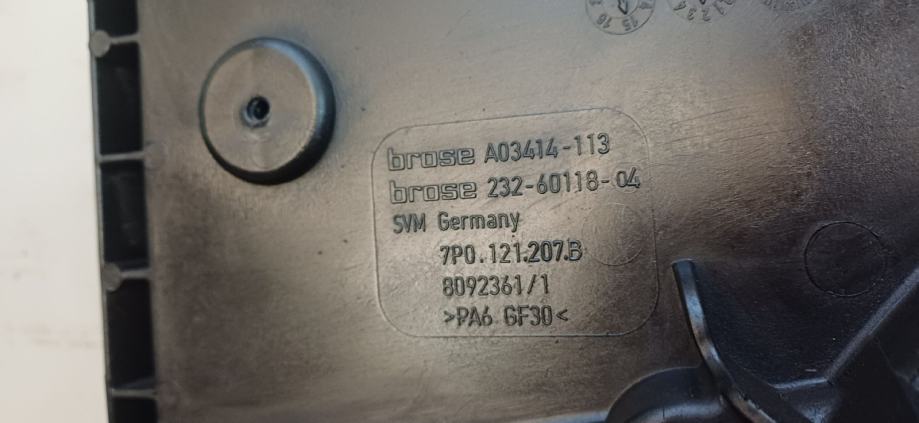 brose A03414-113
brose 232-60118-04
SVM Germany
7P0.121.207.B
8092361/1
>PA6 GF30<